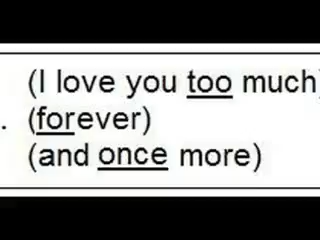 (I love you too much)
. (forever)
(and once more)